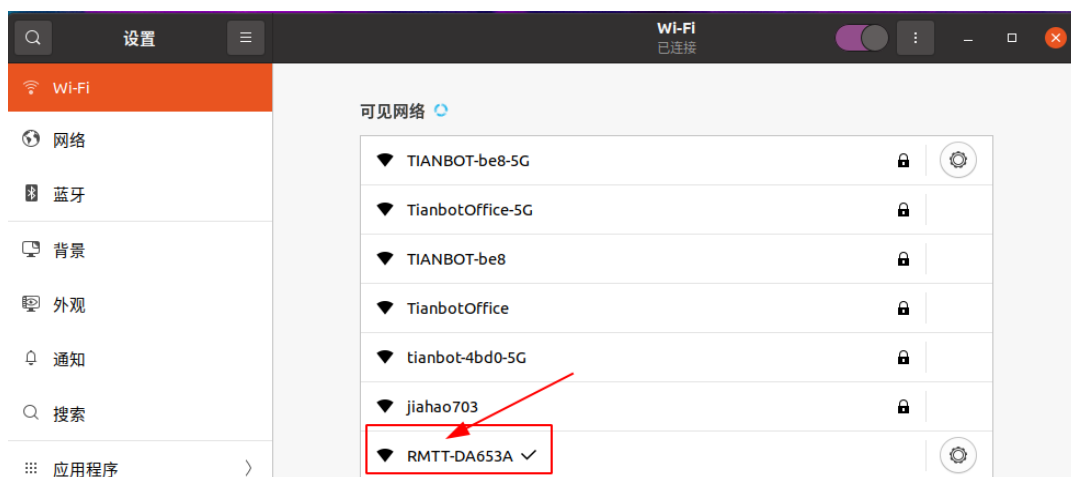 设置
Wi-Fi
已连接
Wi-Fi
网络
蓝牙
背景
外观
通知
搜索
应用程序
可见网络
TIANBOT-be8-5G
TianbotOffice-5G
TIANBOT-be8
TianbotOffice
tianbot-4bd0-5G
jiahao703
RMTT-DA653A